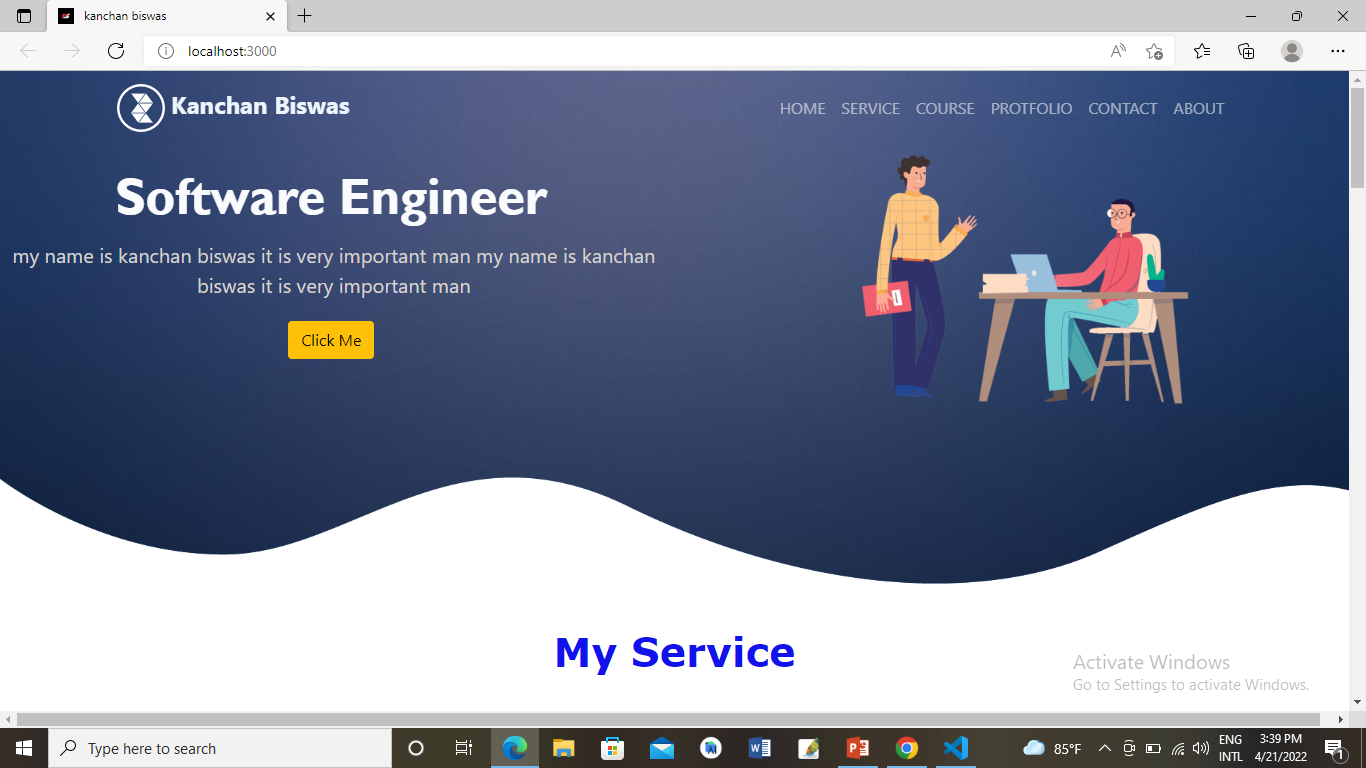 kanchan biswas
localhost:3000
Kanchan Biswas
HOME SERVICE COURSE PROTFOLIO CONTACT ABOUT
Software Engineer
my name is kanchan biswas it is very important man my name is kanchan
biswas it is very important man
Click Me
My Service
Activate Windows
Go to Settings to activate Windows.
Type here to search
85°F
ENG
INTL
3:39 PM
4/21/2022
1